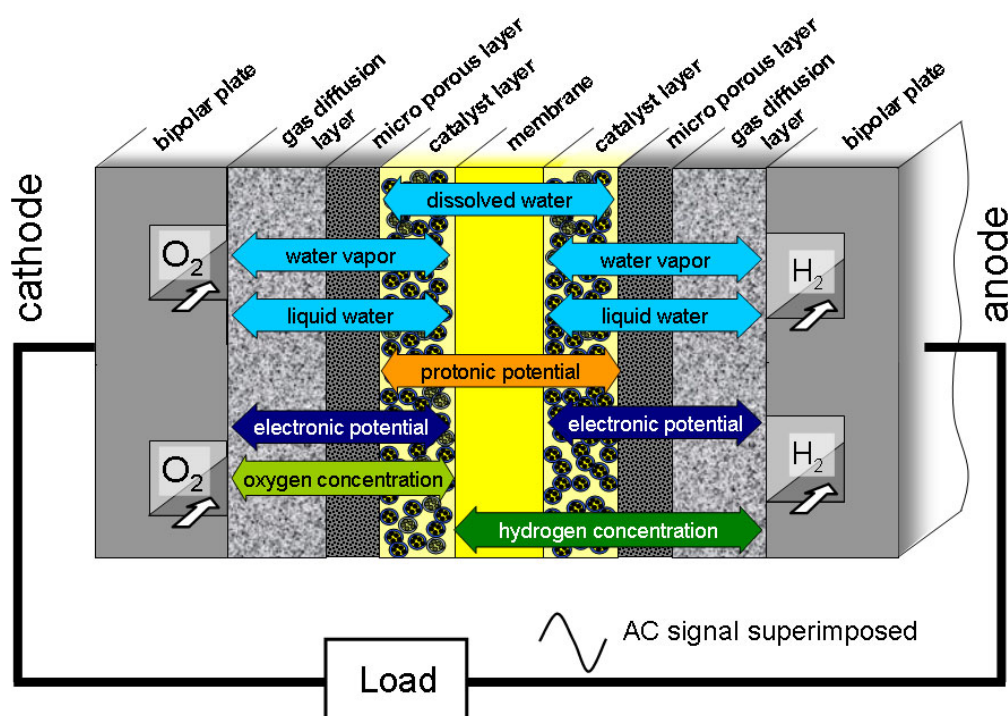 bipolar plate
gas diffusion
layer
micro porous layer
catalyst layer
membrane
catalyst layer
micro porous layer
gas diffusion
layer
bipolar plate
cathode
anode
dissolved water
O2
water vapor
water vapor
H2
liquid water
liquid water
protonic potential
electronic potential
electronic potential
O2
oxygen concentration
H2
hydrogen concentration
AC signal superimposed
Load